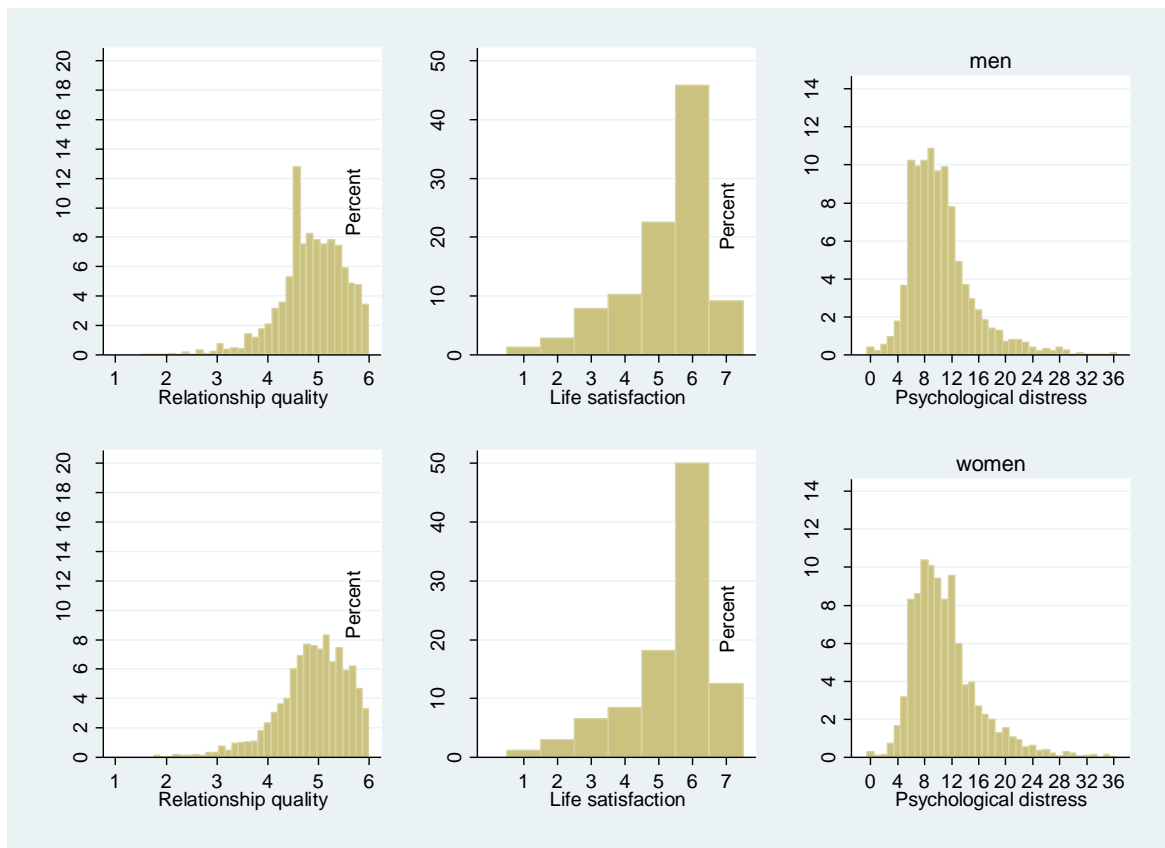 0 2 4 6 8 10 12 14 16 18 20
Percent
1 2 3 4 5 6
Relationship quality
0 10 20 30 40 50
Percent
1 2 3 4 5 6 7
Life satisfaction
men
0 2 4 6 8 10 12 14
0 4 8 12 16 20 24 28 32 36
Psychological distress
0 2 4 6 8 10 12 14 16 18 20
Percent
1 2 3 4 5 6
Relationship quality
0 10 20 30 40 50
Percent
1 2 3 4 5 6 7
Life satisfaction
women
0 2 4 6 8 10 12 14
0 4 8 12 16 20 24 28 32 36
Psychological distress